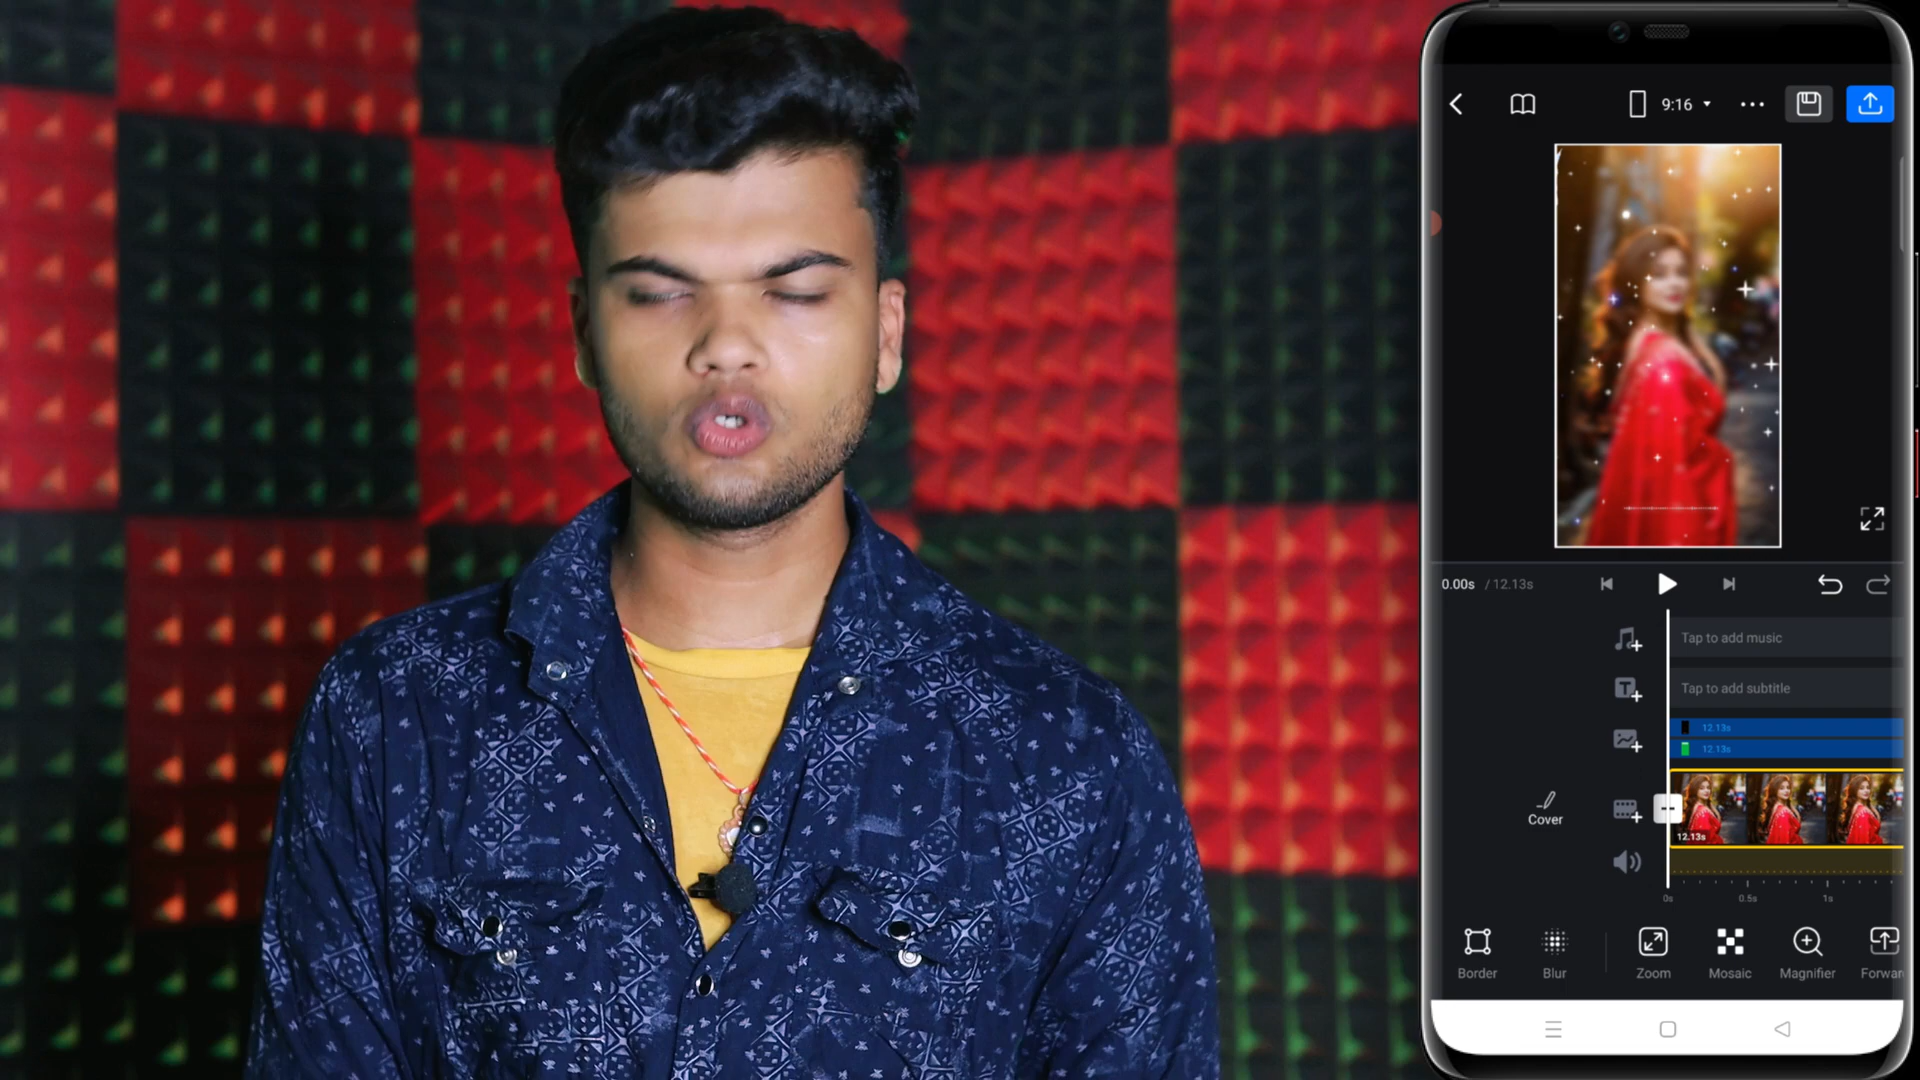 9:16
0.00s / 12.13s
Tap to add music
Tap to add subtitle
12.13s
12.13s
Cover
12.13s
0s 0.5s 1s
Border Blur Zoom Mosaic Magnifier Forwar